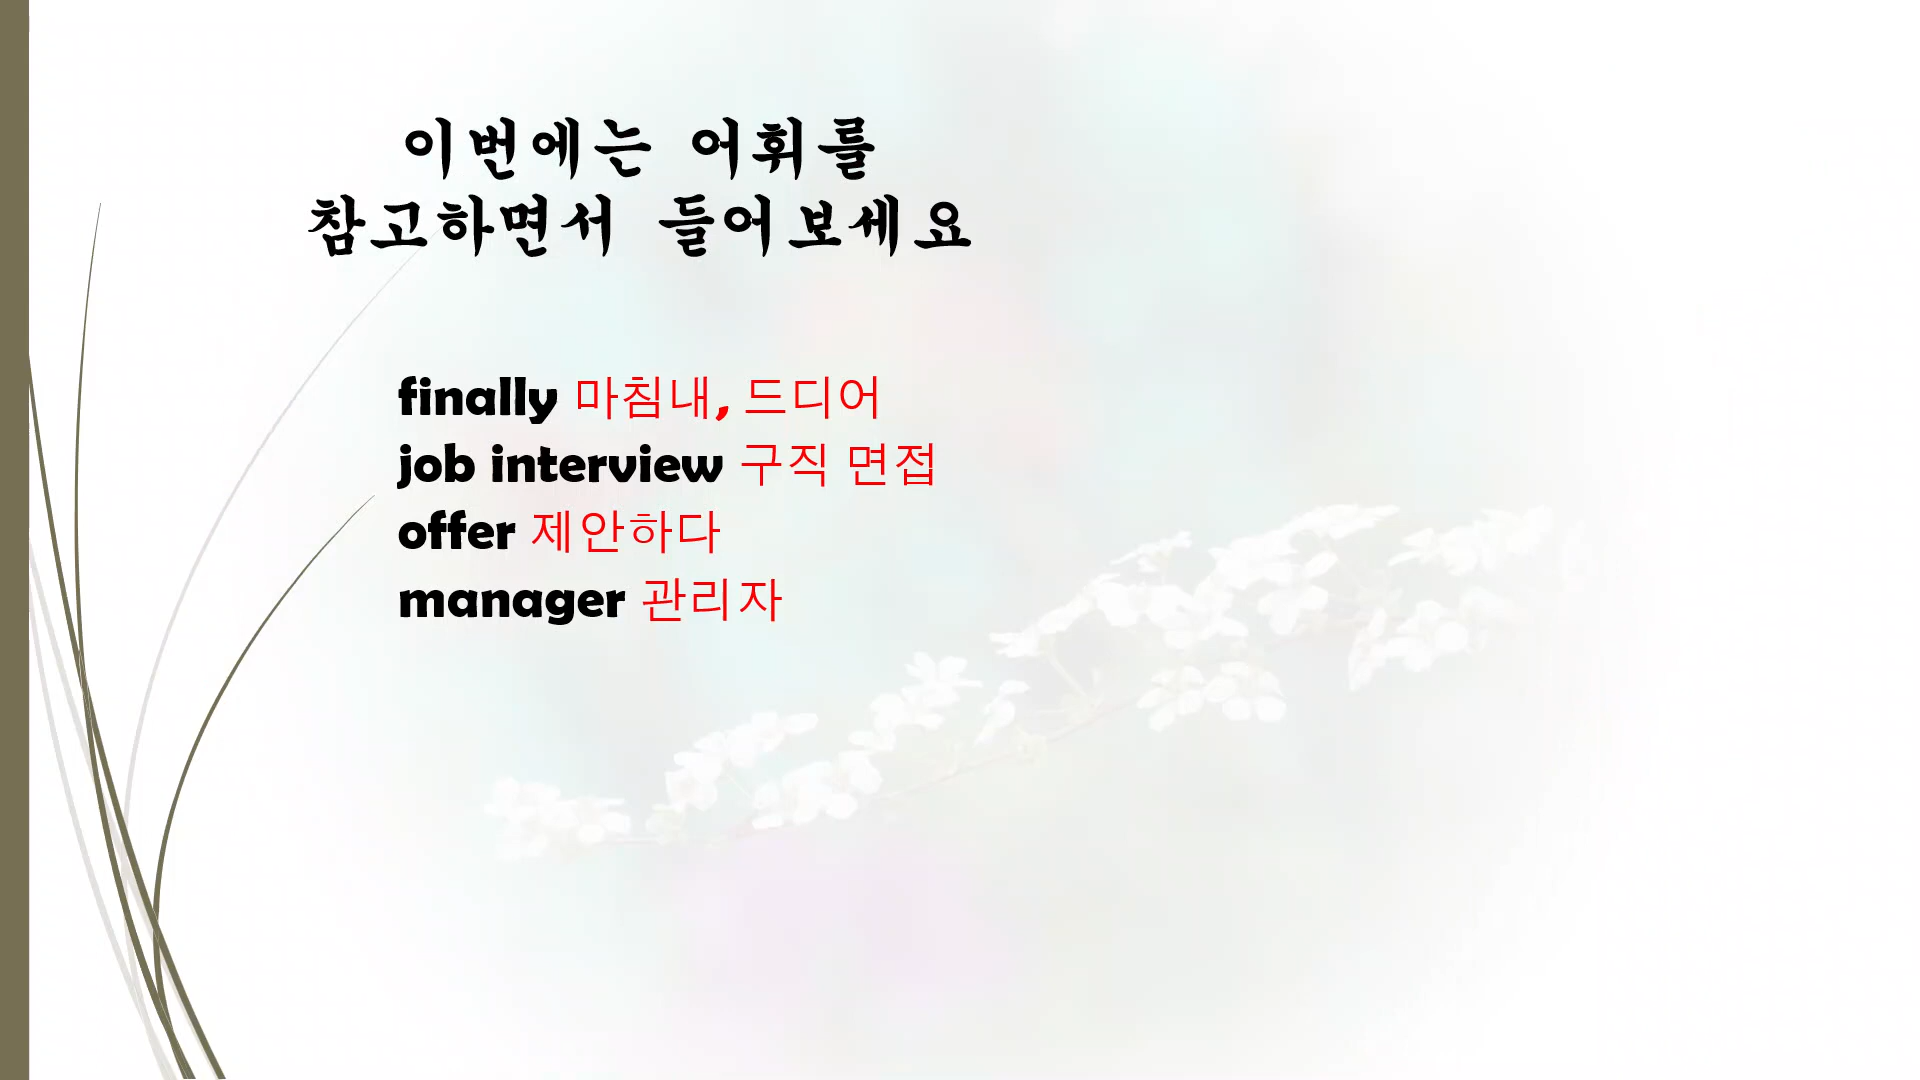 이번에는 어휘를
참고하면서 들어보세요
finally 마침내, 드디어
job interview 구직 면접
offer 제안하다
manager 관리자